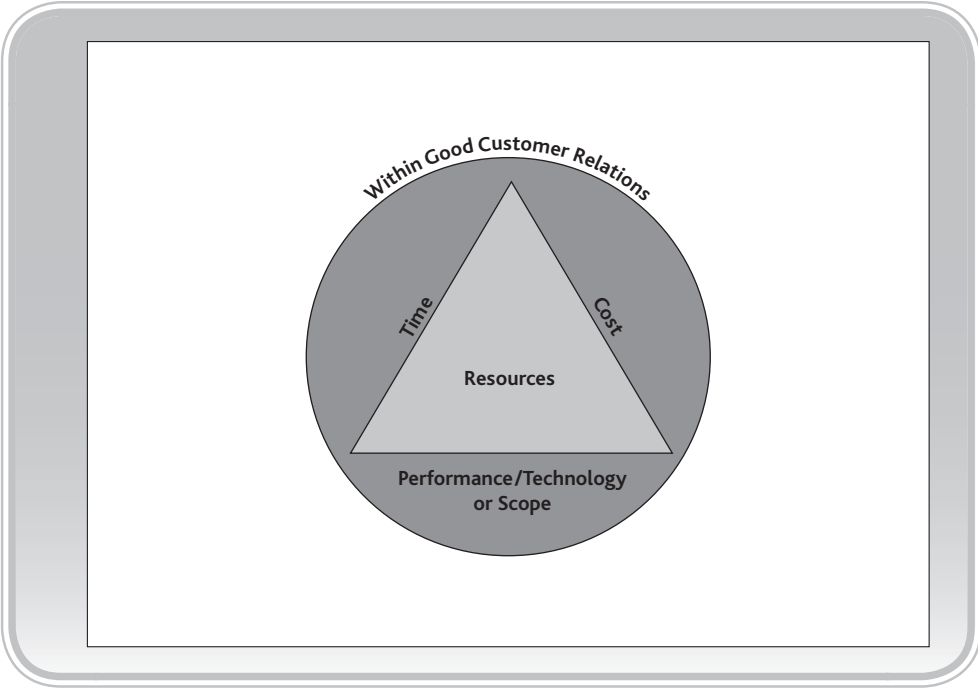 Within Good Customer Relations
Time
Cost
Resources
Performance/Technology
or Scope